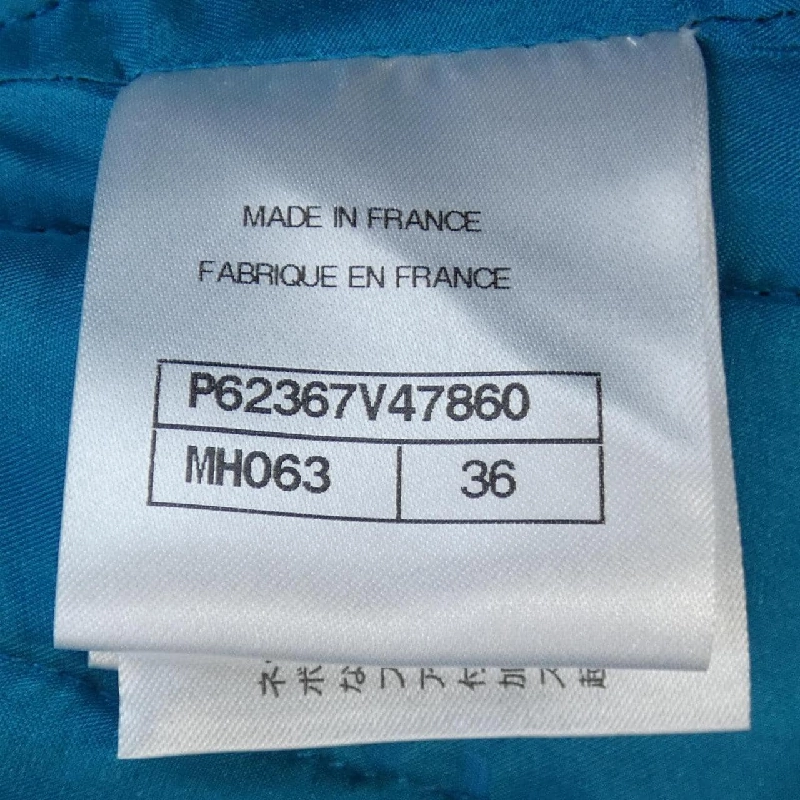 MADE IN FRANCE
FABRIQUE EN FRANCE
P62367V47860
MH063 36